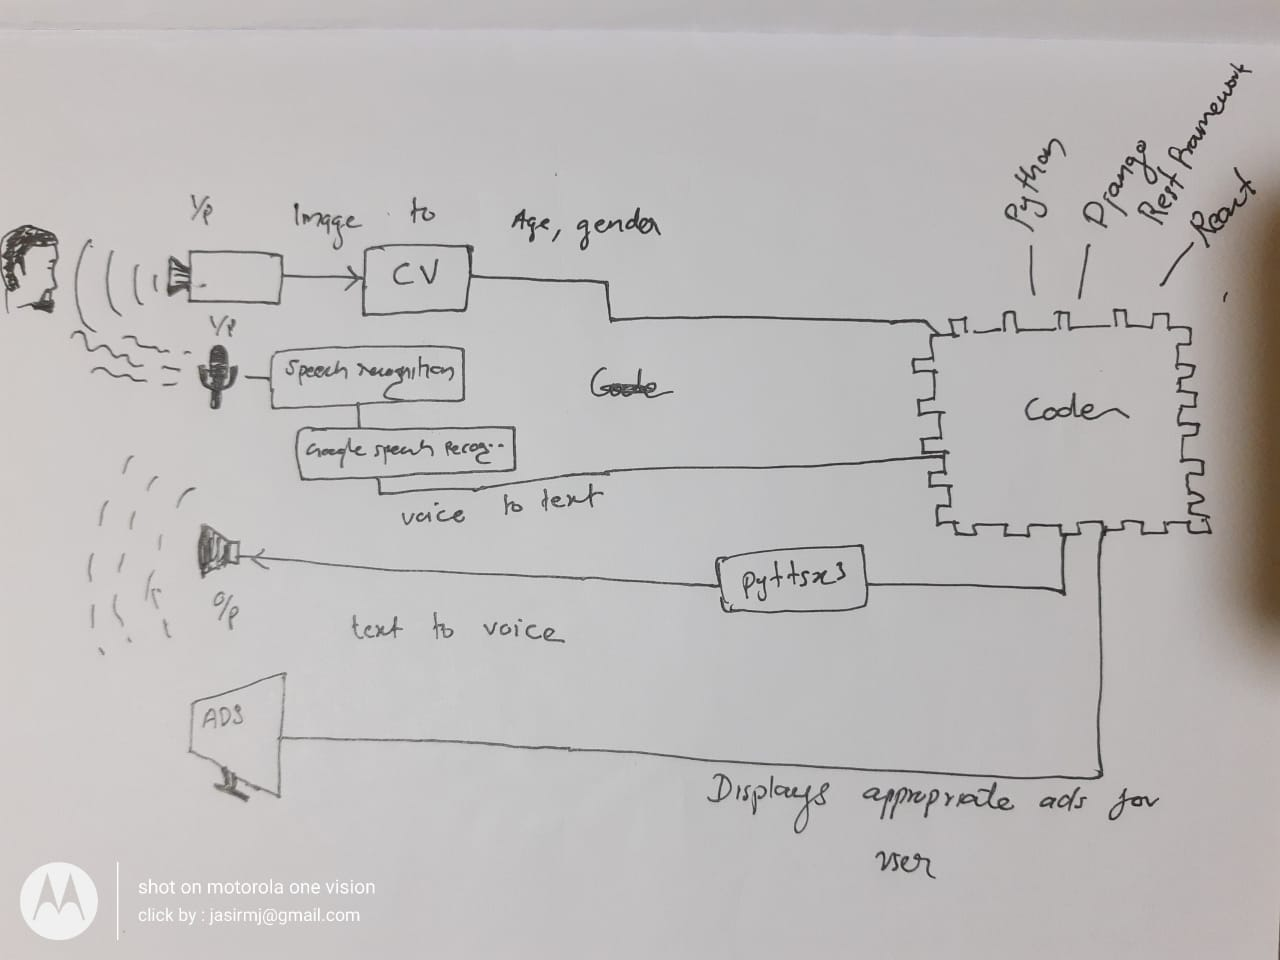 Python
Django
Rest Framework
React
I/P
Image to
Age, gender
CV
I/P
Speech recognition
Google speech Recog...
Code
voice to text
Code
pyttsx3
O/P
text to voice
ADS
Displays appropriate ads for
user
shot on motorola one vision
click by : jasirmj@gmail.com